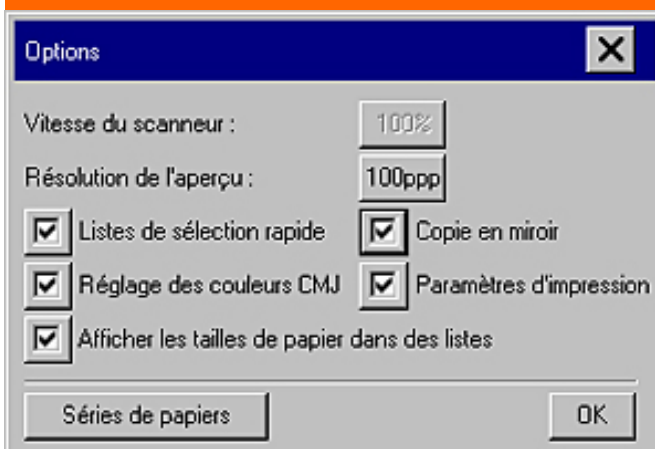 Options
Vitesse du scanneur : 100%
Résolution de l'aperçu : 100ppp
Listes de sélection rapide Copie en miroir
Réglage des couleurs CMJ Paramètres d'impression
Afficher les tailles de papier dans des listes
Séries de papiers OK